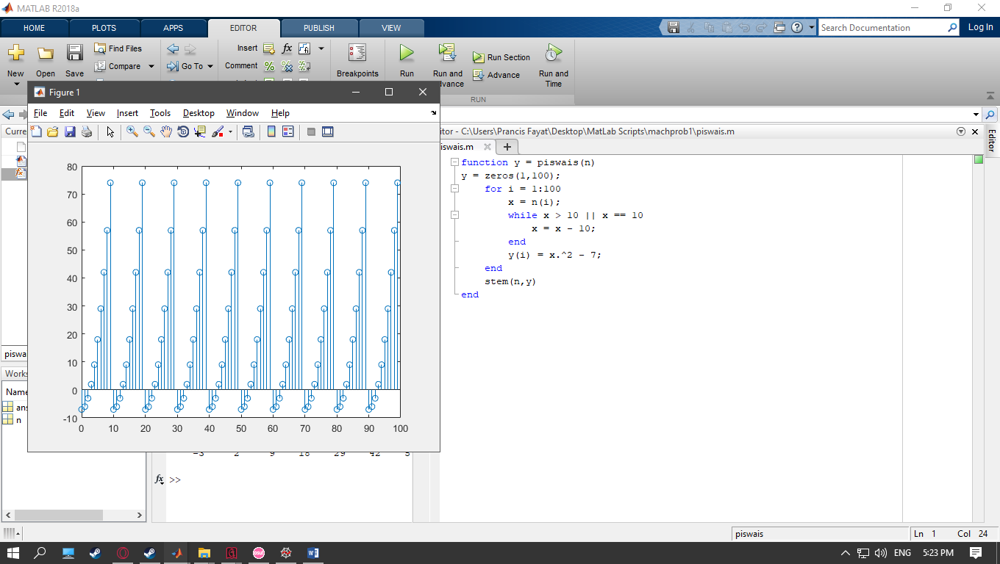 MATLAB R2018a
HOME PLOTS APPS EDITOR PUBLISH VIEW
Search Documentation Log In
Find Files
Compare
Go To
Insert
Comment
New Open Save
Breakpoints
Run
Run and
Run Section
Advance
Run and
Time
RUN
Figure 1
File Edit View Insert Tools Desktop Window Help
80
70
60
50
40
30
20
10
0
-10
0 10 20 30 40 50 60 70 80 90 100
itor - C:\Users\Prancis Fayat\Desktop\MatLab Scripts\machprob1\piswais.m
iswais.m
Editor
function y = piswais(n)
y = zeros(1,100);
for i = 1:100
x = n(i);
while x > 10 || x == 10
x = x - 10;
end
y(i) = x.^2 - 7;
end
stem(n,y)
end
Curre
piswa
Works
Name
ans
n
-3 2 9 18 29 42 5
fx >>
piswais
Ln 1 Col 24
osu!
ENG 5:23 PM